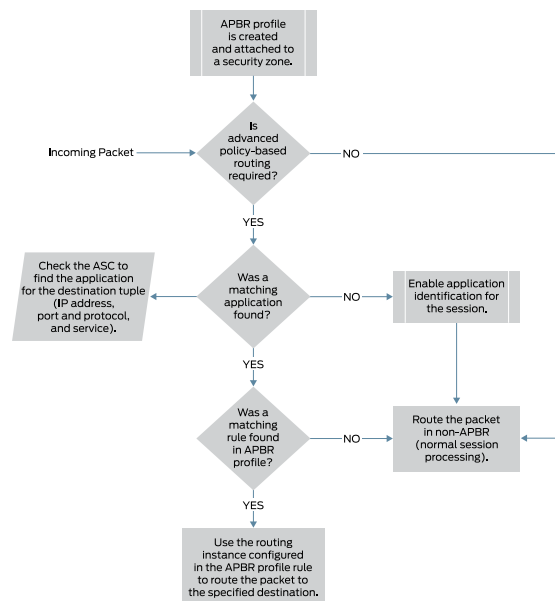 APBR profile
is created
and attached to
a security zone.
Incoming Packet
Is
advanced
policy-based
routing
required?
NO
YES
Check the ASC to
find the application
for the destination tuple
(IP address,
port and protocol,
and service).
Was a
matching
application
found?
NO
Enable application
identification for
the session.
YES
Was a
matching
rule found
in APBR
profile?
NO
Route the packet
in non-APBR
(normal session
processing).
YES
Use the routing
instance configured
in the APBR profile rule
to route the packet to
the specified destination.